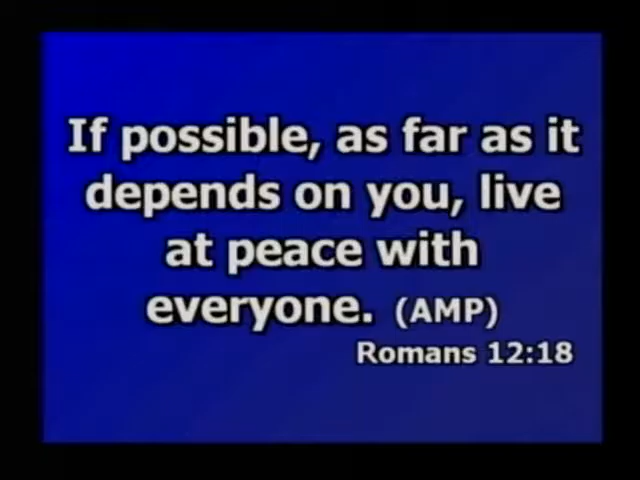 If possible, as far as it
depends on you, live
at peace with
everyone. (AMP)
Romans 12:18